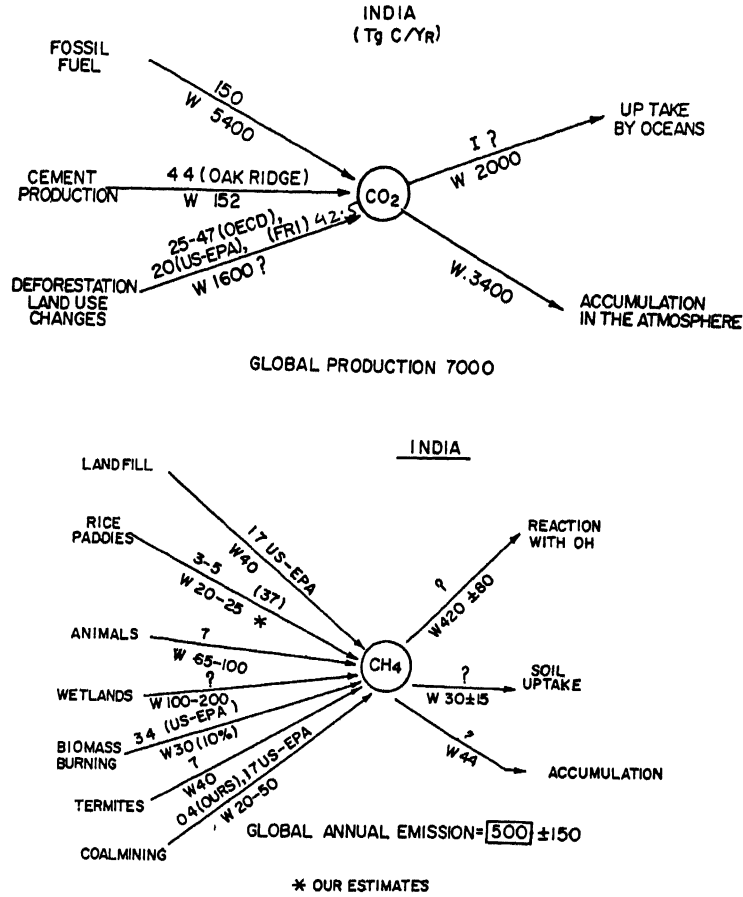 INDIA
(Tg C/YR)
FOSSIL
FUEL
150
W 5400
UP TAKE
BY OCEANS
I ?
W 2000
CEMENT
PRODUCTION
44 (OAK RIDGE)
W 152
CO2
25-47 (OECD),
20 (US-EPA), (FRI) 42.5
W 1600 ?
DEFORESTATION
LAND USE
CHANGES
W.3400
ACCUMULATION
IN THE ATMOSPHERE
GLOBAL PRODUCTION 7000
INDIA
LANDFILL
17 US-EPA
W40
RICE
PADDIES
3-5 (37)
W 20-25 *
REACTION
WITH OH
?
W420 ±80
ANIMALS
?
W 65-100
CH4
WETLANDS
?
W100-200
?
W 30±15
SOIL
UPTAKE
BIOMASS
BURNING
34 (US-EPA)
W30 (10%)
?
W44
ACCUMULATION
TERMITES
?
W40
COALMINING
04 (OURS), 17 US-EPA
W 20-50
GLOBAL ANNUAL EMISSION= 500 ±150
* OUR ESTIMATES